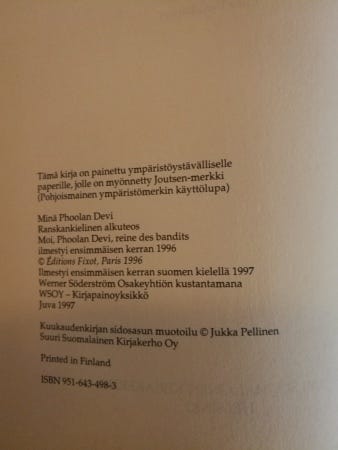 Tämä kirja on painettu ympäristöystävälliselle
paperille, jolle on myönnetty Joutsen-merkki
(Pohjoismainen ympäristömerkin käyttölupa)
Minä Phoolan Devi
Ranskankielinen alkuteos
Moi, Phoolan Devi, reine des bandits
ilmestyi ensimmäisen kerran 1996
© Éditions Fixot, Paris 1996
Ilmestyi ensimmäisen kerran suomen kielellä 1997
Werner Söderström Osakeyhtiön kustantamana
WSOY – Kirjapainoyksikkö
Juva 1997
Kuukaudenkirjan sidosasun muotoilu © Jukka Pellinen
Suuri Suomalainen Kirjakerho Oy
Printed in Finland
ISBN 951-643-498-3